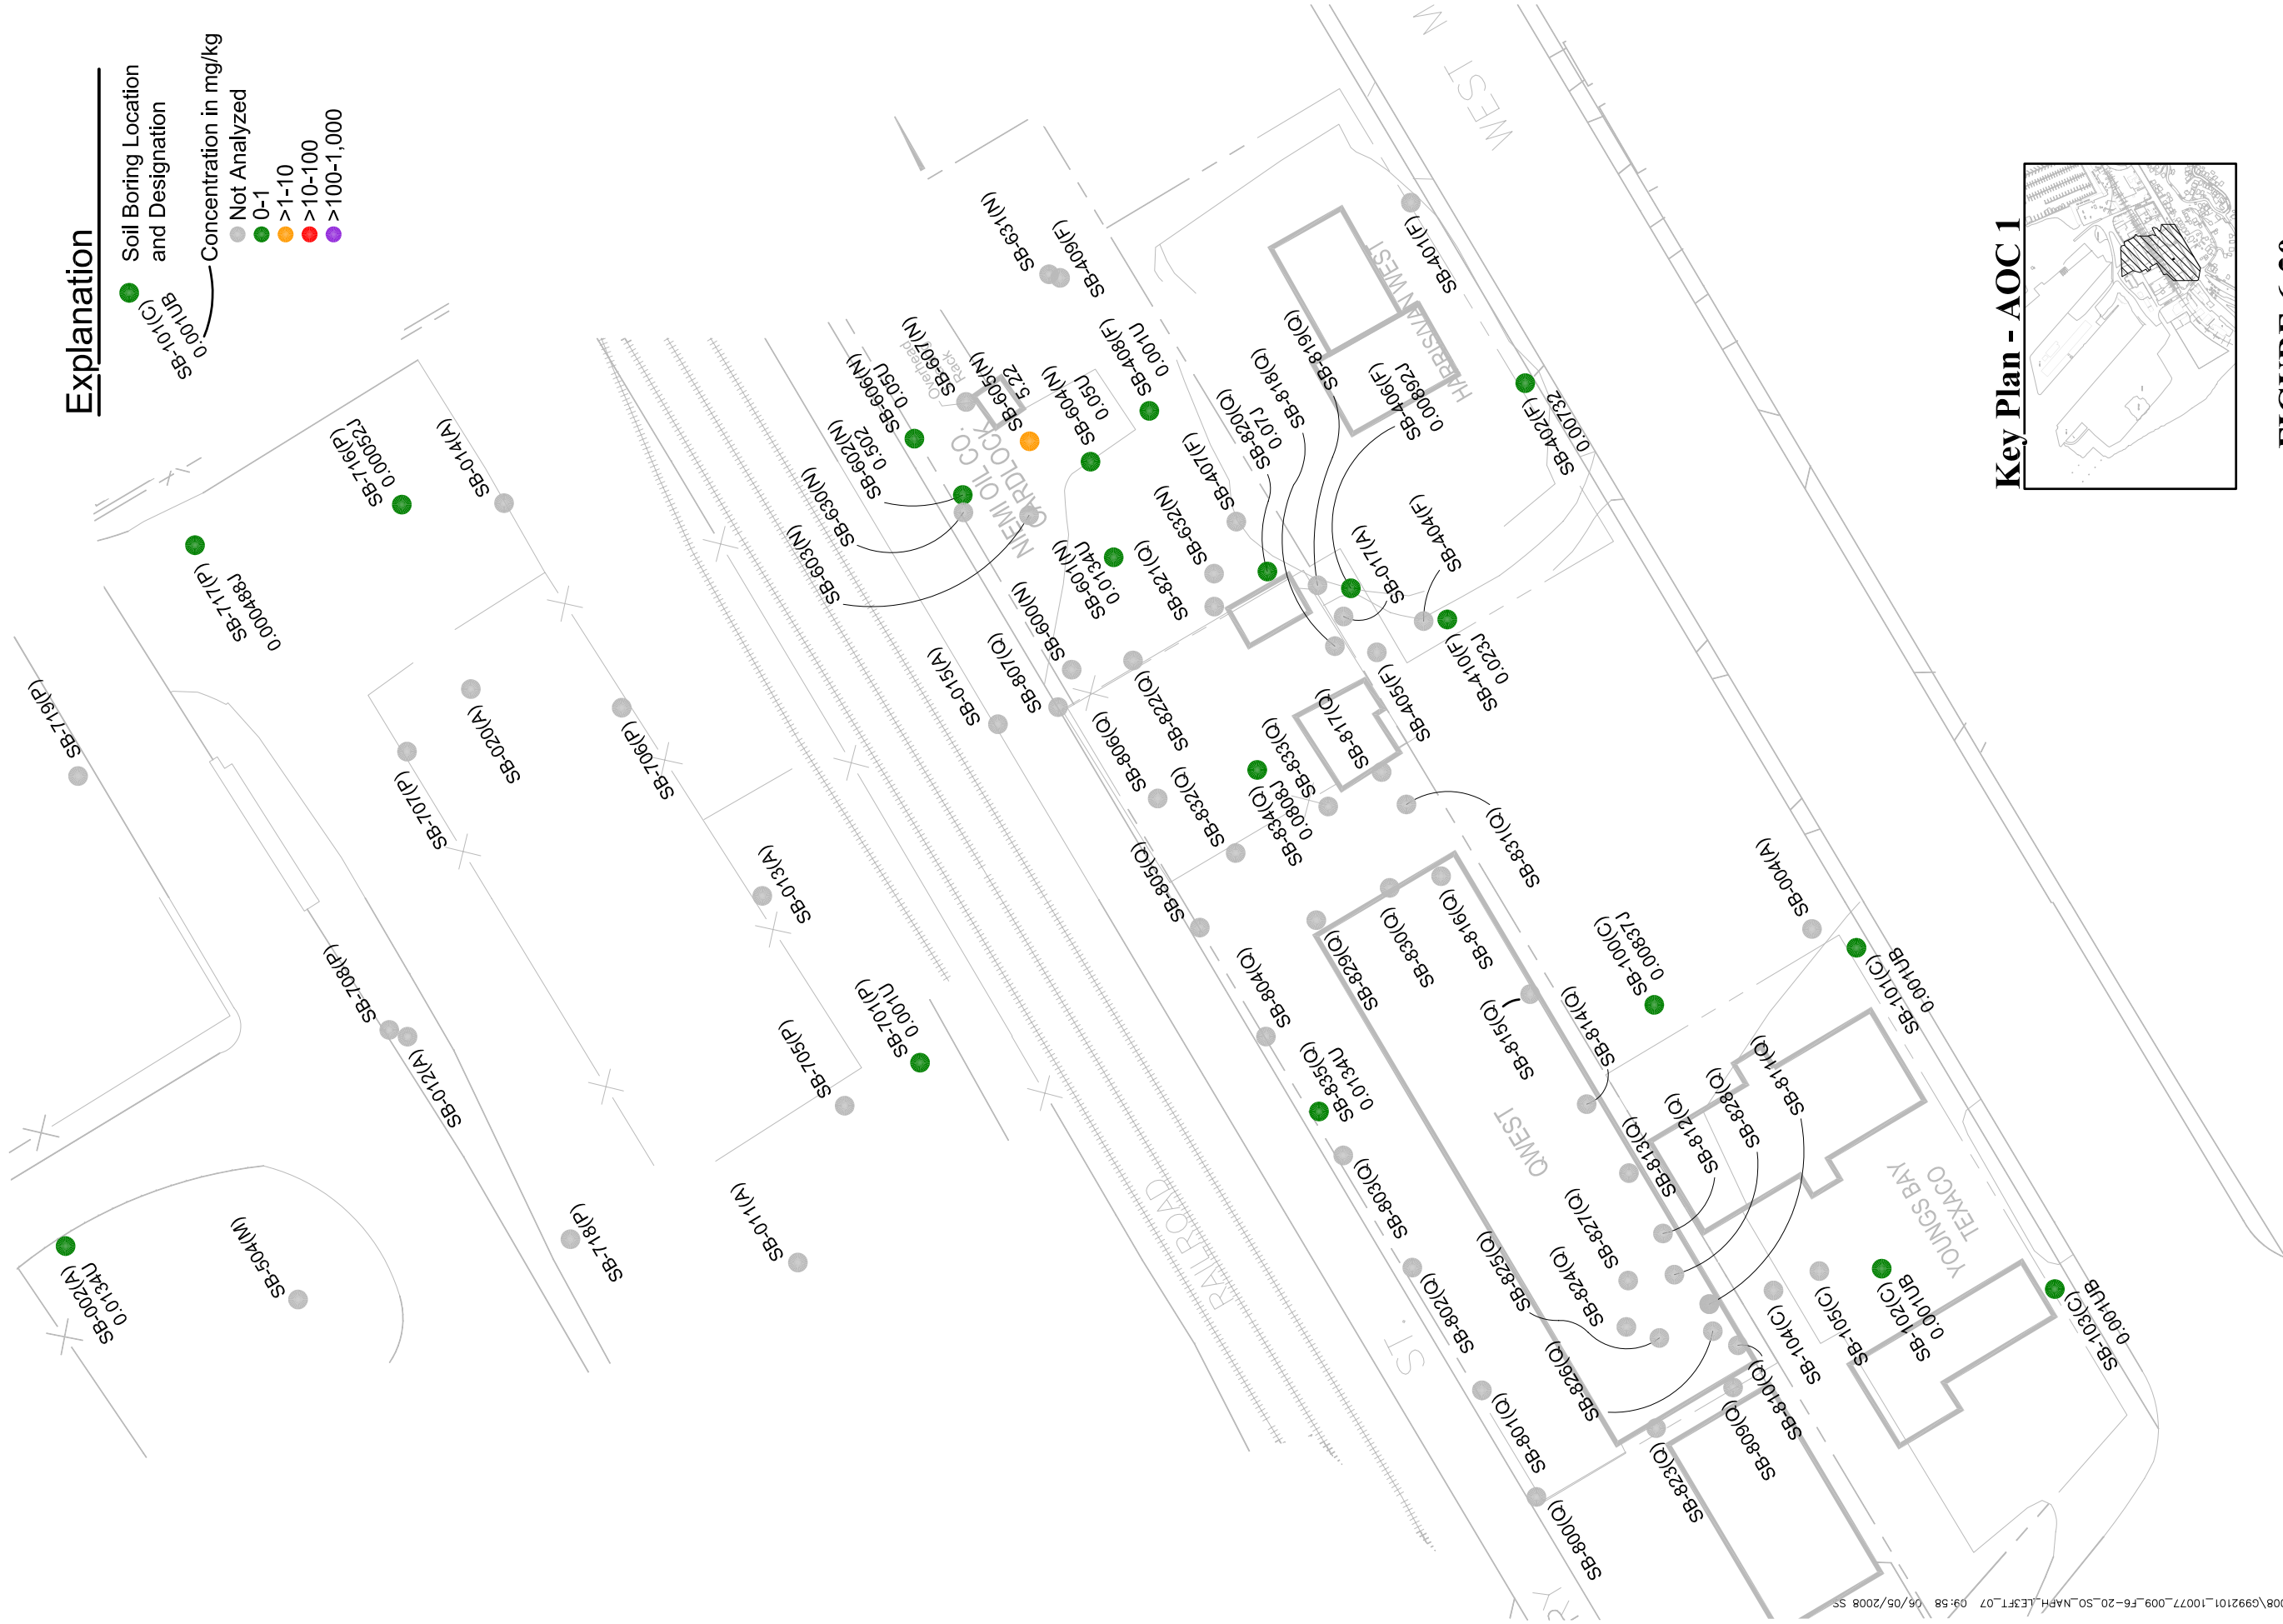 Explanation
SB-101(C)
0.001UB
Soil Boring Location
and Designation
Concentration in mg/kg
Not Analyzed
0-1
>1-10
>10-100
>100-1,000
SB-719(P)
SB-717(P)
0.000488J
SB-716(P)
0.00052J
SB-014(A)
SB-020(A)
SB-707(P)
SB-706(P)
SB-013(A)
SB-708(P)
SB-012(A)
SB-701(P)
0.001U
SB-705(P)
SB-718(P)
SB-011(A)
SB-002(A)
0.0134U
SB-504(M)
SB-631(N)
SB-409(F)
SB-607(N)
Overhead
Rack
SB-606(N)
0.05U
SB-605(N)
5.22
SB-604(N)
0.05U
SB-408(F)
0.001U
SB-602(N)
0.502
SB-630(N)
SB-603(N)
NIEMI OIL CO.
CARDLOCK
SB-601(N)
0.0134U
SB-600(N)
SB-821(Q)
SB-632(N)
SB-407(F)
SB-820(Q)
0.07J
SB-818(Q)
SB-819(Q)
SB-406(F)
0.00892J
HARRISIVAN WEST
SB-401(F)
SB-402(F)
0.00732
SB-017(A)
SB-404(F)
SB-410(F)
0.023J
SB-405(F)
SB-015(A)
SB-807(Q)
SB-822(Q)
SB-806(Q)
SB-832(Q)
SB-833(Q)
SB-834(Q)
0.0808J
SB-817(Q)
SB-831(Q)
SB-805(Q)
SB-804(Q)
SB-829(Q)
SB-830(Q)
SB-816(Q)
SB-815(Q)
SB-814(Q)
SB-100(C)
0.00837J
SB-004(A)
SB-101(C)
0.001UB
SB-835(Q)
0.0134U
SB-803(Q)
QWEST
SB-813(Q)
SB-812(Q)
SB-828(Q)
SB-811(Q)
SB-827(Q)
SB-824(Q)
SB-825(Q)
SB-826(Q)
SB-802(Q)
SB-801(Q)
SB-800(Q)
SB-823(Q)
SB-809(Q)
SB-810(Q)
SB-104(C)
SB-105(C)
SB-102(C)
0.001UB
SB-103(C)
0.001UB
YOUNGS BAY
TEXACO
RAILROAD
ST.
WEST M
Key Plan - AOC 1